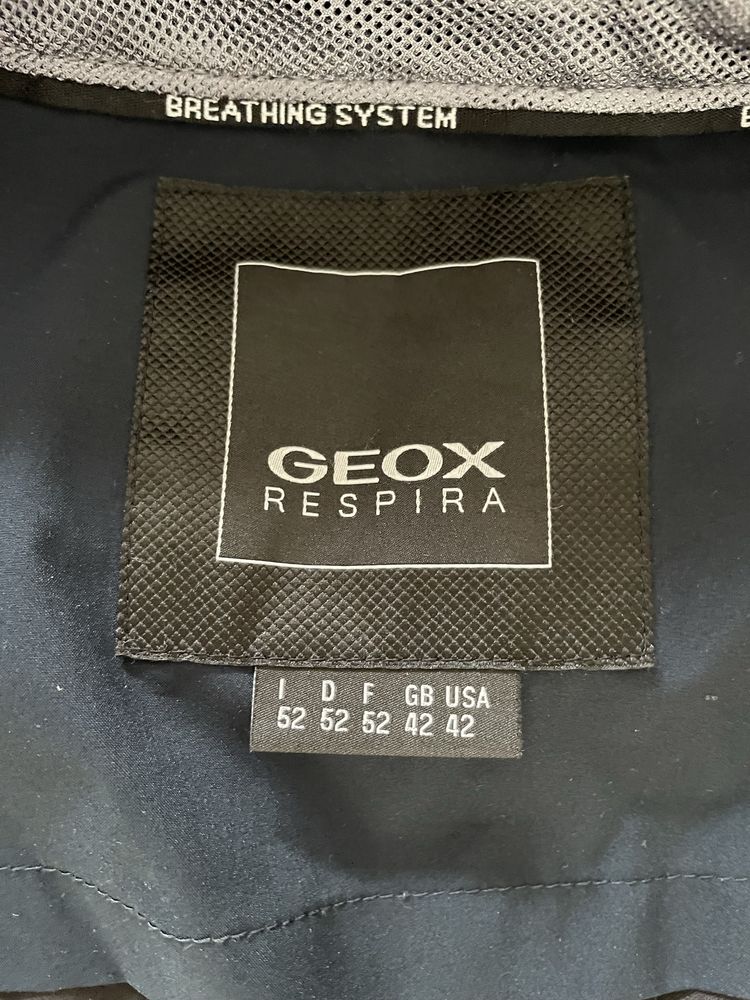 BREATHING SYSTEM
GEOX
RESPIRA
I D F GB USA
52 52 52 42 42